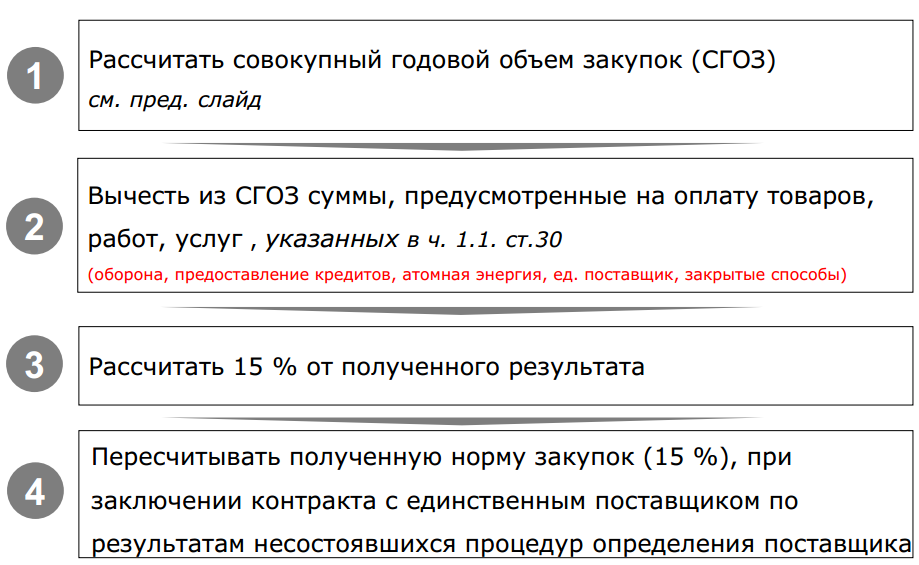 1
Рассчитать совокупный годовой объем закупок (СГОЗ)
см. пред. слайд
2
Вычесть из СГОЗ суммы, предусмотренные на оплату товаров,
работ, услуг , указанных в ч. 1.1. ст.30
(оборона, предоставление кредитов, атомная энергия, ед. поставщик, закрытые способы)
3
Рассчитать 15 % от полученного результата
4
Пересчитывать полученную норму закупок (15 %), при
заключении контракта с единственным поставщиком по
результатам несостоявшихся процедур определения поставщика